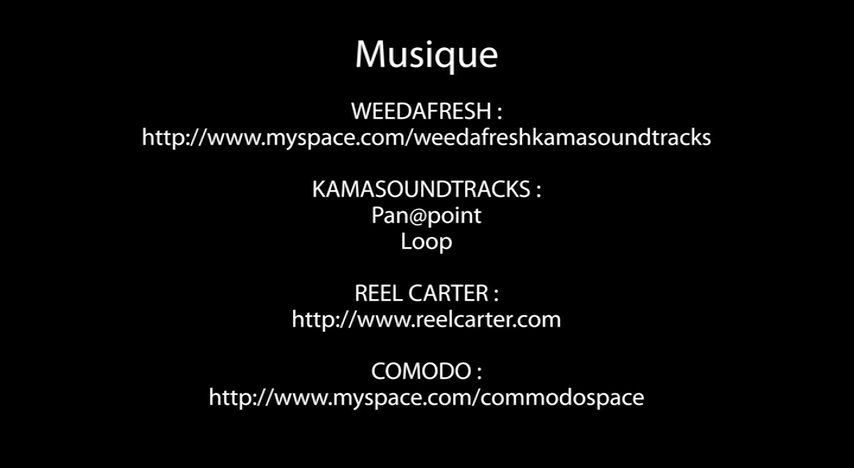 Musique
WEEDAFRESH :
http://www.myspace.com/weedafreshkamasoundtracks
KAMASOUNDTRACKS :
Pan@point
Loop
REEL CARTER :
http://www.reelcarter.com
COMODO :
http://www.myspace.com/commodospace